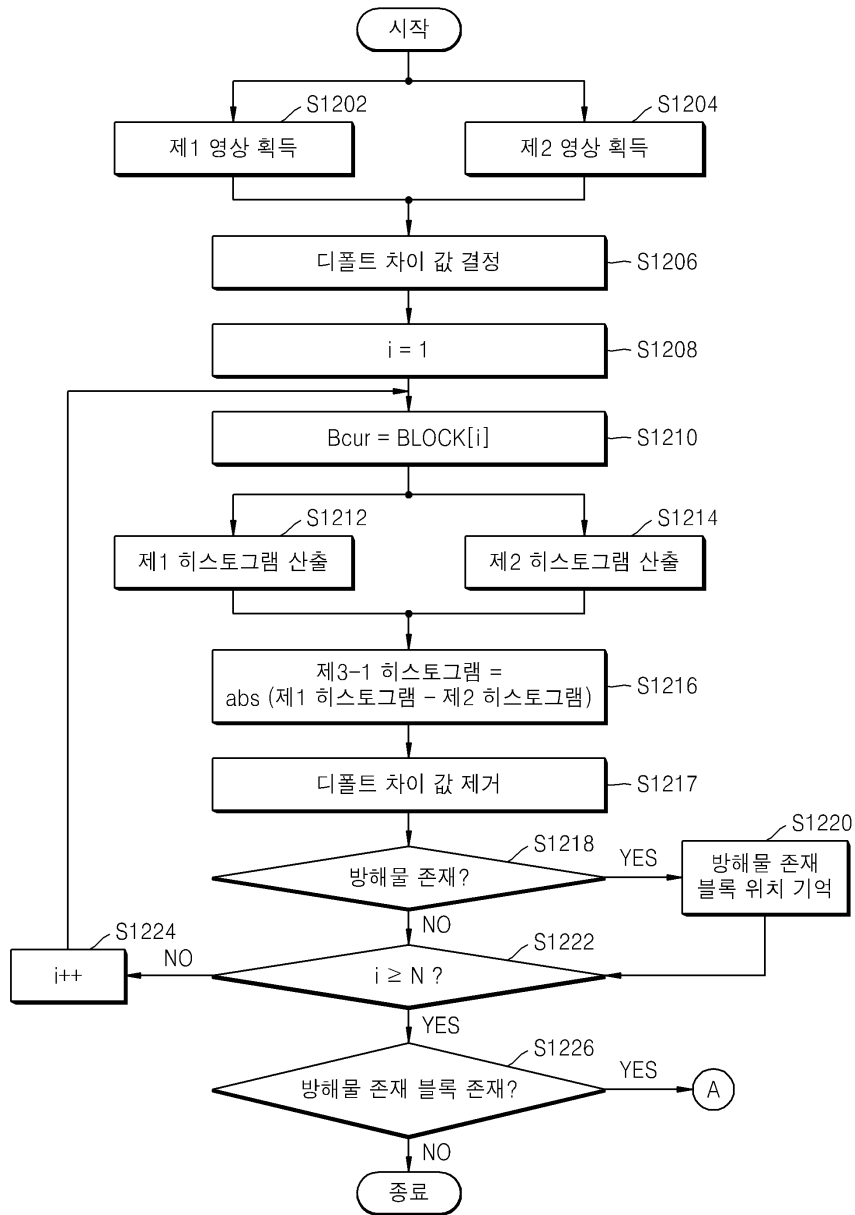 시작
S1202
S1204
제1 영상 획득
제2 영상 획득
디폴트 차이 값 결정
S1206
i = 1
S1208
Bcur = BLOCK[i]
S1210
S1212
S1214
제1 히스토그램 산출
제2 히스토그램 산출
제3-1 히스토그램 =
abs (제1 히스토그램 - 제2 히스토그램)
S1216
디폴트 차이 값 제거
S1217
S1218
S1220
방해물 존재?
YES
방해물 존재
블록 위치 기억
NO
S1224
S1222
i++
NO
i ≥ N ?
YES
S1226
방해물 존재 블록 존재?
YES
A
NO
종료